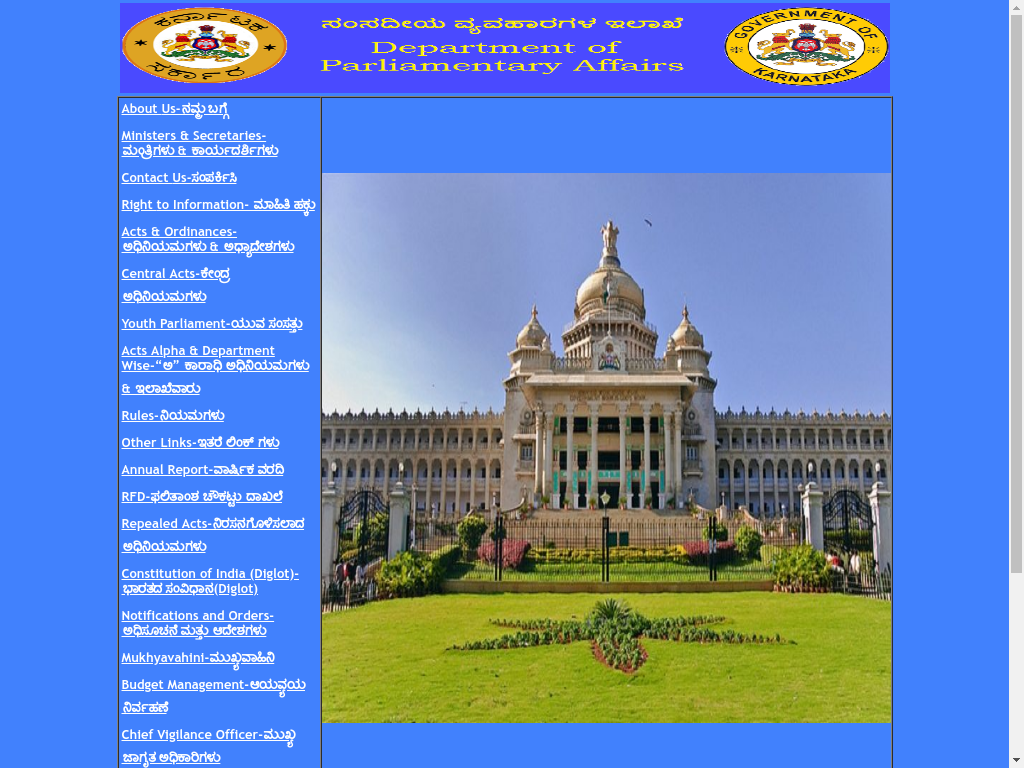 ಕರ್ನಾಟಕ
ಸರ್ಕಾರ
ಸಂಸದೀಯ ವ್ಯವಹಾರಗಳ ಇಲಾಖೆ
Department of
Parliamentary Affairs
GOVERNMENT OF
KARNATAKA
About Us-ನಮ್ಮ ಬಗ್ಗೆ
Ministers & Secretaries-
ಮಂತ್ರಿಗಳು & ಕಾರ್ಯದರ್ಶಿಗಳು
Contact Us-ಸಂಪರ್ಕಿಸಿ
Right to Information- ಮಾಹಿತಿ ಹಕ್ಕು
Acts & Ordinances-
ಅಧಿನಿಯಮಗಳು & ಅಧ್ಯಾದೇಶಗಳು
Central Acts-ಕೇಂದ್ರ
ಅಧಿನಿಯಮಗಳು
Youth Parliament-ಯುವ ಸಂಸತ್ತು
Acts Alpha & Department
Wise-“ಅ” ಕಾರಾಧಿ ಅಧಿನಿಯಮಗಳು
& ಇಲಾಖೆವಾರು
Rules-ನಿಯಮಗಳು
Other Links-ಇತರೆ ಲಿಂಕ್ ಗಳು
Annual Report-ವಾರ್ಷಿಕ ವರದಿ
RFD-ಫಲಿತಾಂಶ ಚೌಕಟ್ಟು ದಾಖಲೆ
Repealed Acts-ನಿರಸನಗೊಳಿಸಲಾದ
ಅಧಿನಿಯಮಗಳು
Constitution of India (Diglot)-
ಭಾರತದ ಸಂವಿಧಾನ(Diglot)
Notifications and Orders-
ಅಧಿಸೂಚನೆ ಮತ್ತು ಆದೇಶಗಳು
Mukhyavahini-ಮುಖ್ಯವಾಹಿನಿ
Budget Management-ಆಯವ್ಯಯ
ನಿರ್ವಹಣೆ
Chief Vigilance Officer-ಮುಖ್ಯ
ಜಾಗೃತ ಅಧಿಕಾರಿಗಳು